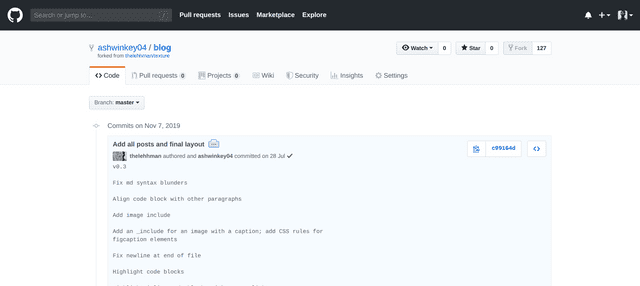 Search or jump to... /
Pull requests Issues Marketplace Explore
ashwinkey04 / blog
forked from thelehhman/texture
Watch 0 Star 0 Fork 127
Code Pull requests 0 Projects 0 Wiki Security Insights Settings
Branch: master
Commits on Nov 7, 2019
Add all posts and final layout ...
thelehhman authored and ashwinkey04 committed on 28 Jul
c99164d
v0.3
Fix md syntax blunders
Align code block with other paragraphs
Add image include
Add an _include for an image with a caption; add CSS rules for
figcaption elements
Fix newline at end of file
Highlight code blocks